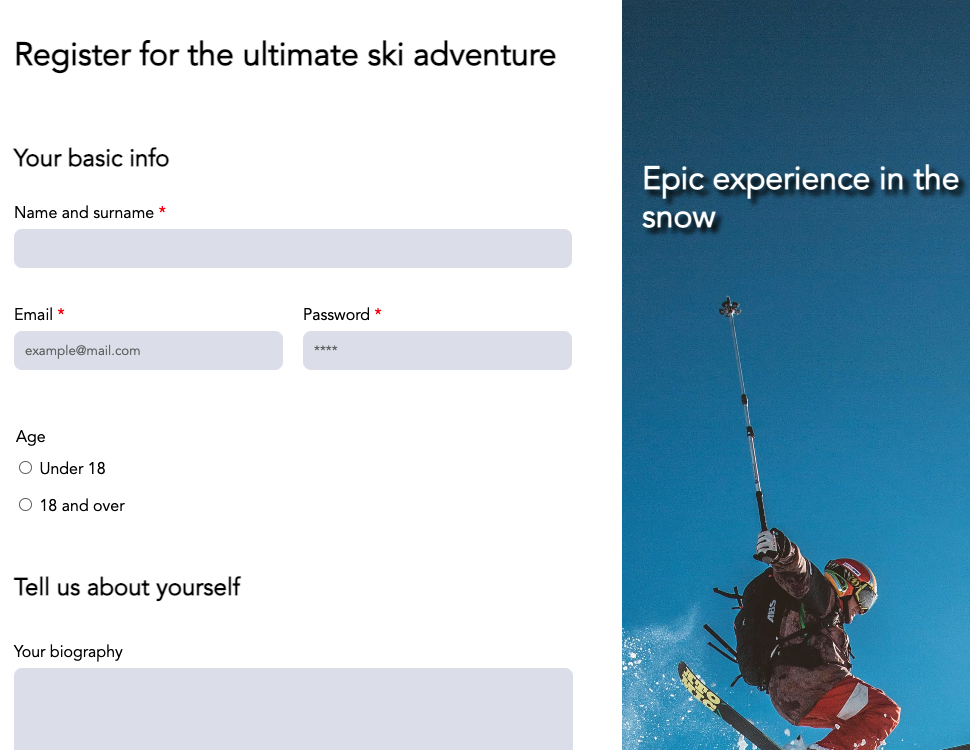 Register for the ultimate ski adventure
Your basic info
Name and surname *
Email *
Password *
example@mail.com
****
Age
Under 18
18 and over
Tell us about yourself
Your biography
Epic experience in the
snow
ABS